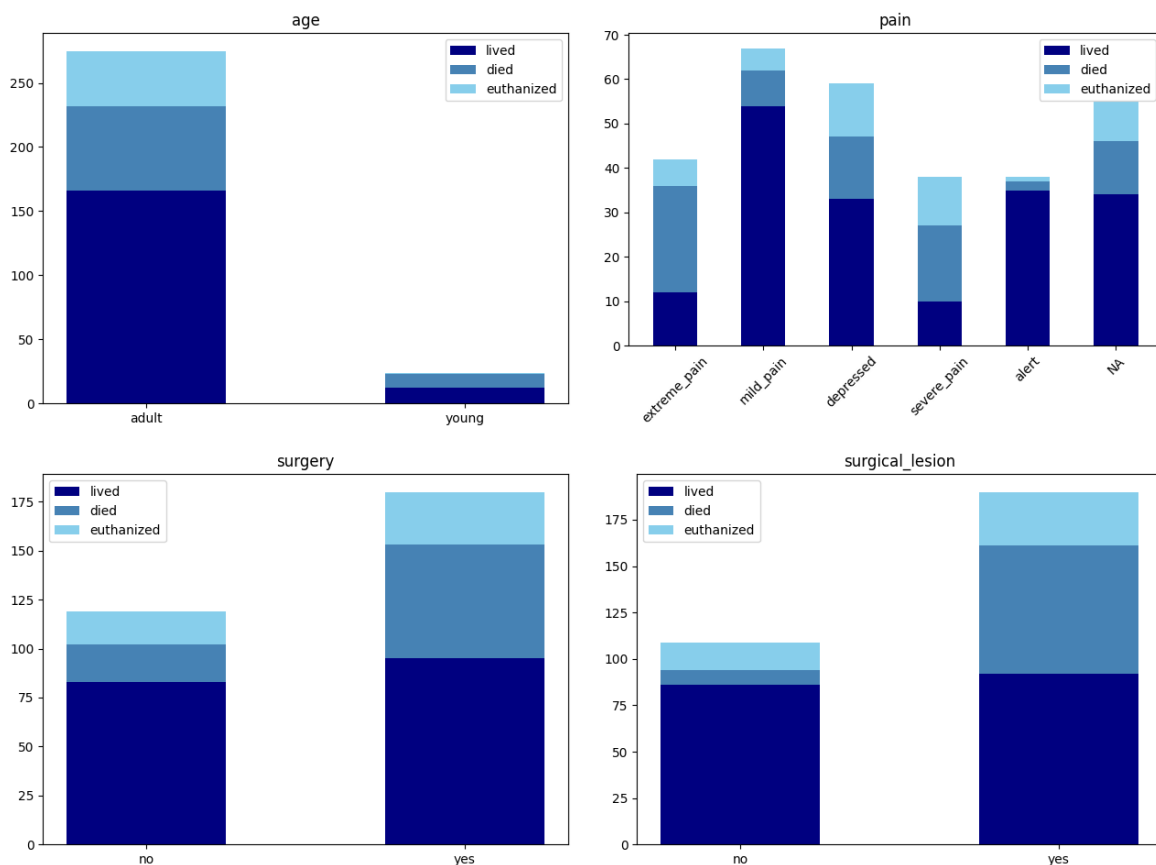 age
lived
died
euthanized
250
200
150
100
50
0
adult
young
pain
lived
died
euthanized
70
60
50
40
30
20
10
0
extreme_pain
mild_pain
depressed
severe_pain
alert
NA
surgery
lived
died
euthanized
175
150
125
100
75
50
25
0
no
yes
surgical_lesion
lived
died
euthanized
175
150
125
100
75
50
25
0
no
yes